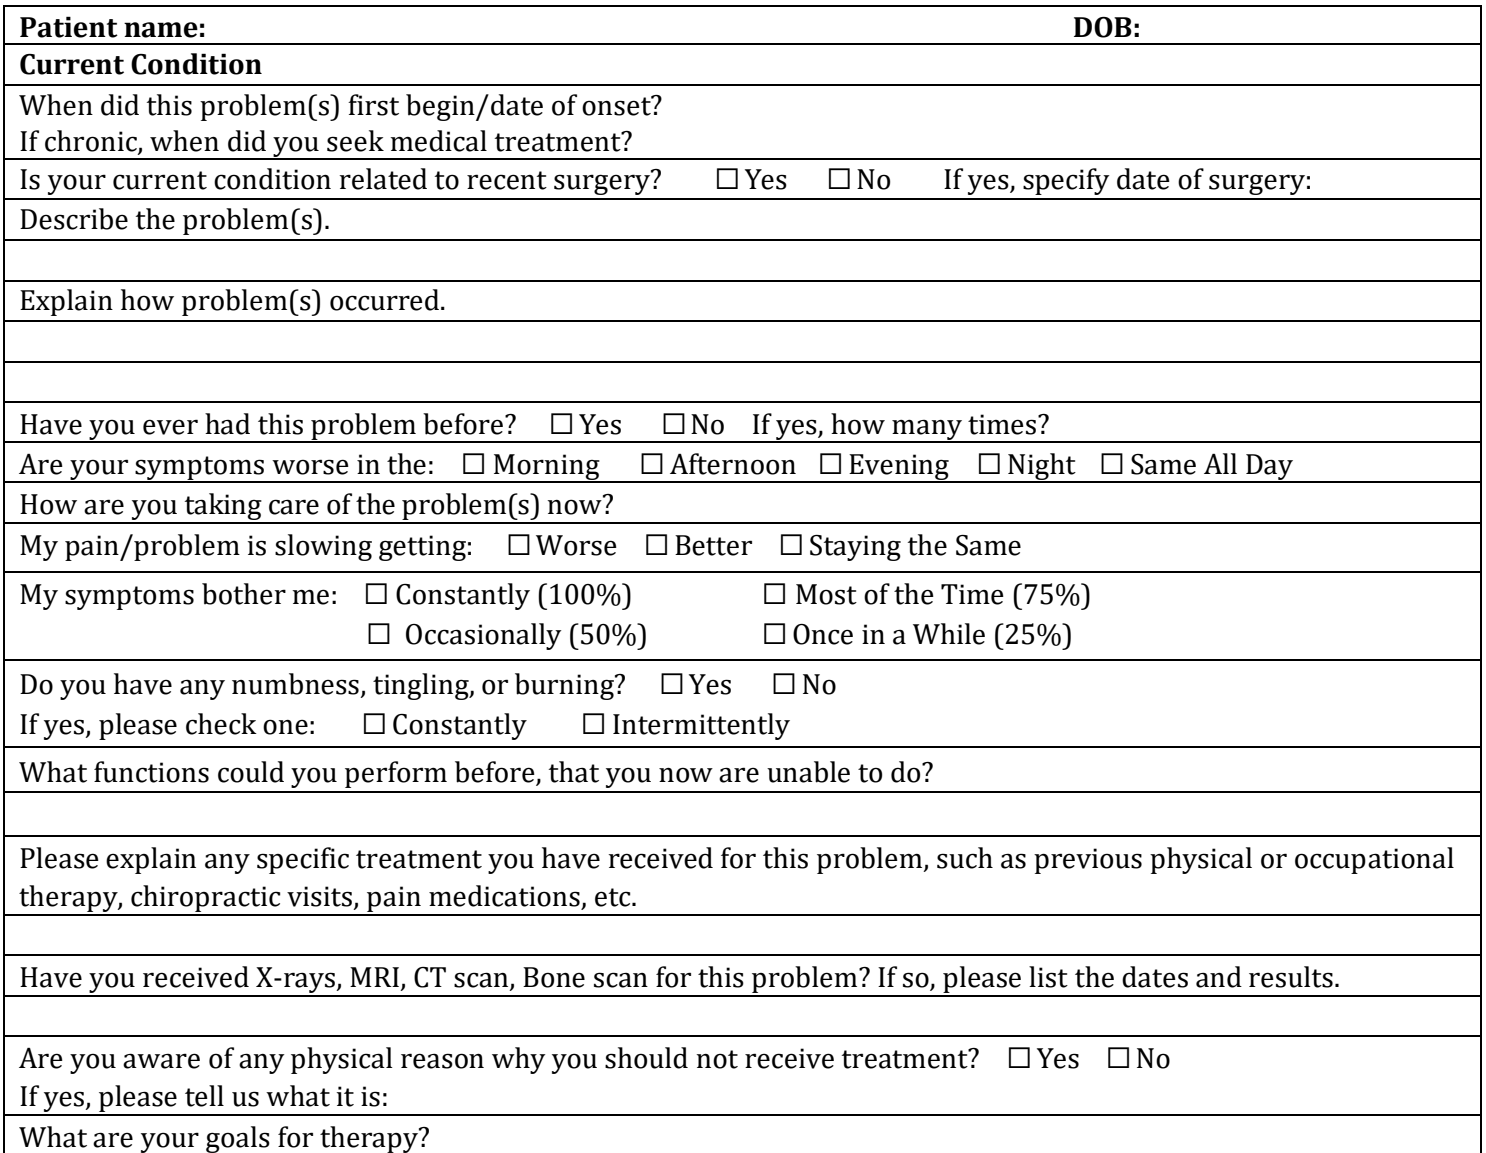 Patient name: DOB:
Current Condition
When did this problem(s) first begin/date of onset?
If chronic, when did you seek medical treatment?
Is your current condition related to recent surgery? ☐ Yes ☐ No If yes, specify date of surgery:
Describe the problem(s).
Explain how problem(s) occurred.
Have you ever had this problem before? ☐ Yes ☐ No If yes, how many times?
Are your symptoms worse in the: ☐ Morning ☐ Afternoon ☐ Evening ☐ Night ☐ Same All Day
How are you taking care of the problem(s) now?
My pain/problem is slowing getting: ☐ Worse ☐ Better ☐ Staying the Same
My symptoms bother me: ☐ Constantly (100%) ☐ Most of the Time (75%)
☐ Occasionally (50%) ☐ Once in a While (25%)
Do you have any numbness, tingling, or burning? ☐ Yes ☐ No
If yes, please check one: ☐ Constantly ☐ Intermittently
What functions could you perform before, that you now are unable to do?
Please explain any specific treatment you have received for this problem, such as previous physical or occupational
therapy, chiropractic visits, pain medications, etc.
Have you received X-rays, MRI, CT scan, Bone scan for this problem? If so, please list the dates and results.
Are you aware of any physical reason why you should not receive treatment? ☐ Yes ☐ No
If yes, please tell us what it is:
What are your goals for therapy?